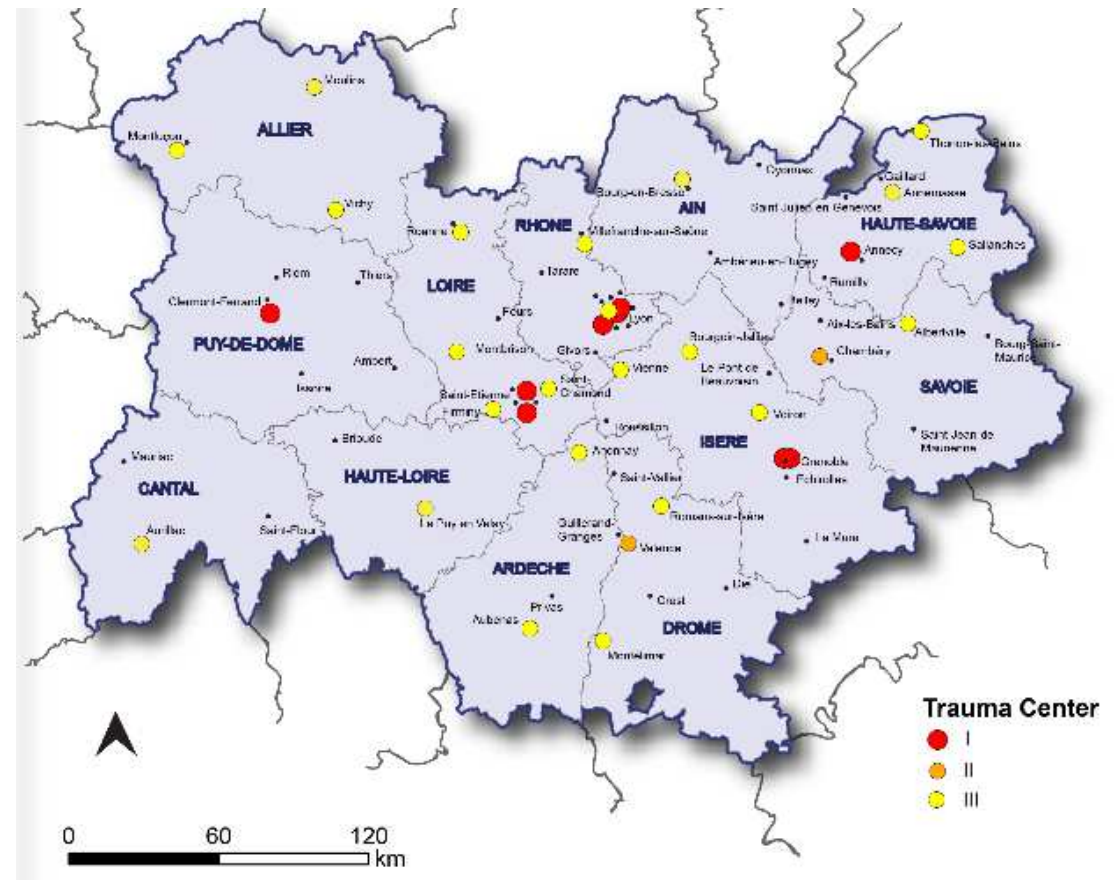 Moulins
ALLIER
Montluçon
Vichy
Thonon-les-Bains
Gaillard
Annemasse
Oyonnax
Bourg-en-Bresse
AIN
Saint Julien en Genevois
HAUTE-SAVOIE
RHONE
Roanne
Villefranche-sur-Saône
Annecy
Sallanches
Ambérieu-en-Bugey
Riom
Thiers
Tarare
Rumilly
LOIRE
Clermont-Ferrand
Belley
Feurs
Lyon
Aix-les-Bains
Albertville
PUY-DE-DOME
Bourgoin-Jallieu
Bourg-Saint-
Maurice
Montbrison
Givors
Chambéry
Ambert
Vienne
Le Pont de
Beauvoisin
Issoire
Saint-
Chamond
SAVOIE
Saint-Etienne
Firminy
Voiron
Roussillon
Saint Jean de
Maurienne
Brioude
ISERE
Annonay
Mauriac
HAUTE-LOIRE
Grenoble
Echirolles
Saint-Vallier
CANTAL
Le Puy en Velay
Romans-sur-Isère
Aurillac
Saint-Flour
Guilherand-
Granges
Valence
La Mure
ARDECHE
Die
Privas
Crest
Aubenas
DROME
Montelimar
Trauma Center
I
II
III
0 60 120
km